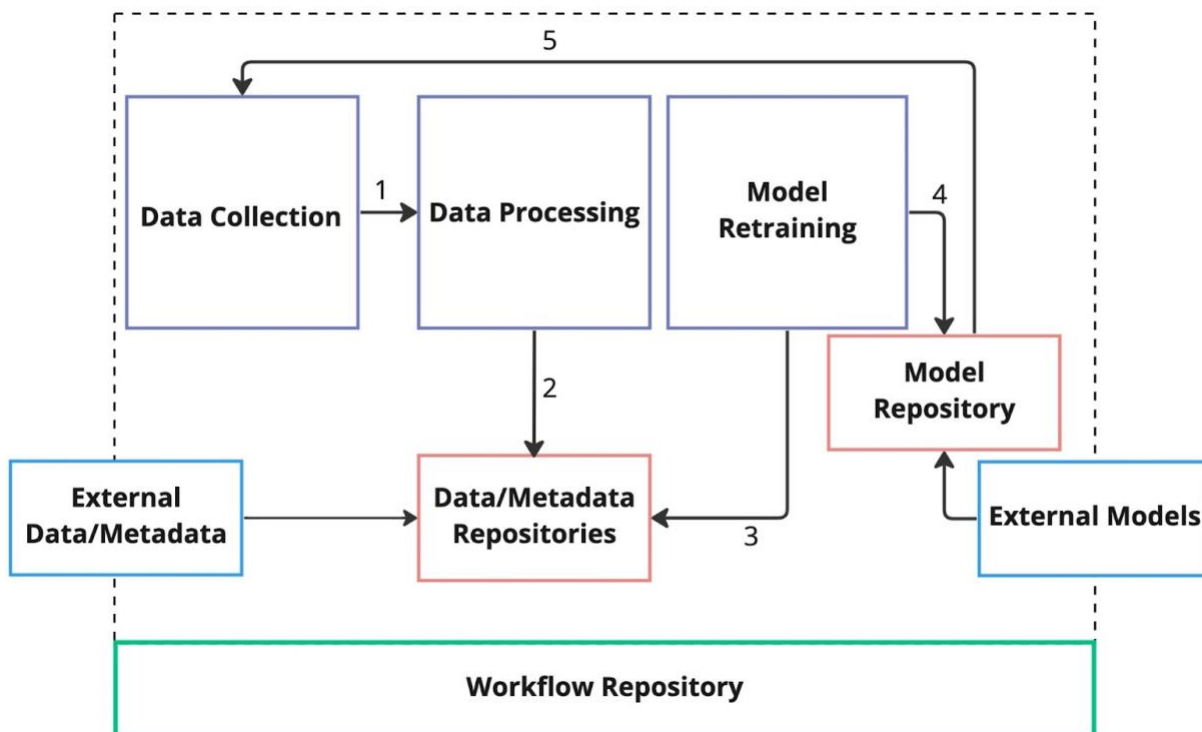 5
Data Collection
1
Data Processing
Model
Retraining
4
2
Model
Repository
External
Data/Metadata
Data/Metadata
Repositories
3
External Models
Workflow Repository